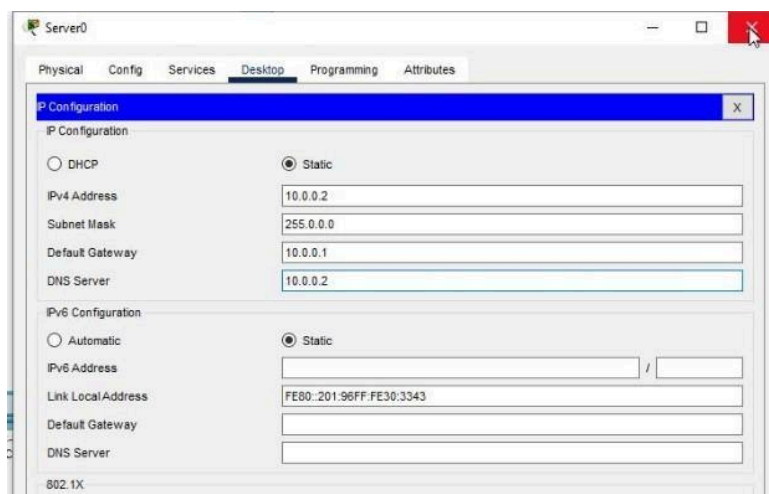 Server0
Physical Config Services Desktop Programming Attributes
IP Configuration X
IP Configuration
DHCP Static
IPv4 Address 10.0.0.2
Subnet Mask 255.0.0.0
Default Gateway 10.0.0.1
DNS Server 10.0.0.2
IPv6 Configuration
Automatic Static
IPv6 Address /
Link Local Address FE80::201:96FF:FE30:3343
Default Gateway
DNS Server
802.1X